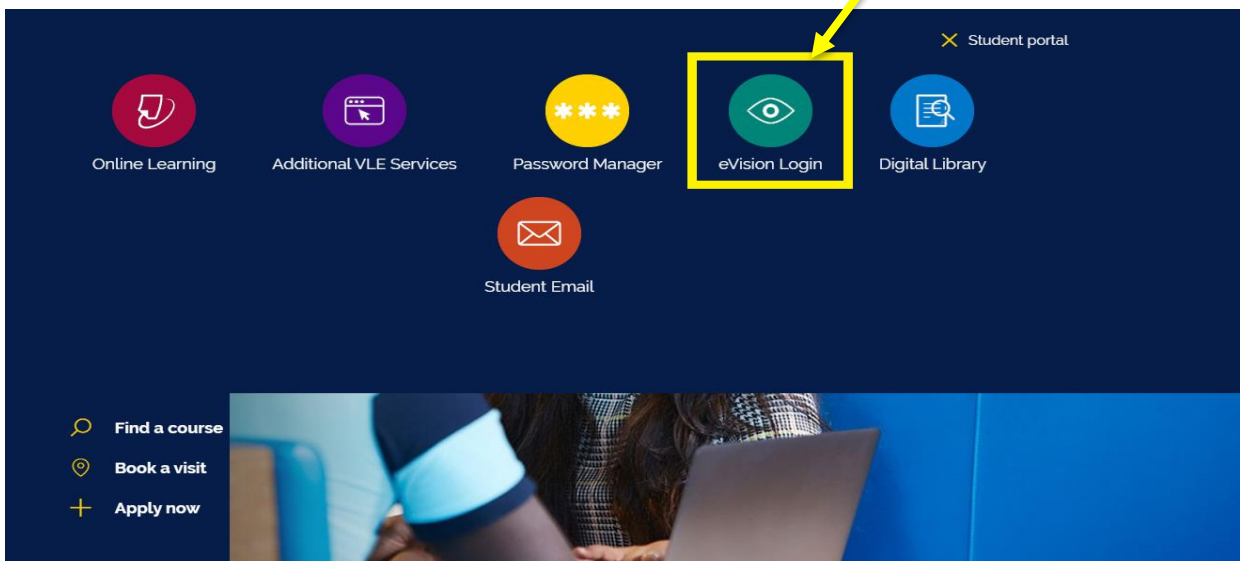 Student portal
Online Learning
Additional VLE Services
Password Manager
eVision Login
Digital Library
Student Email
Find a course
Book a visit
Apply now